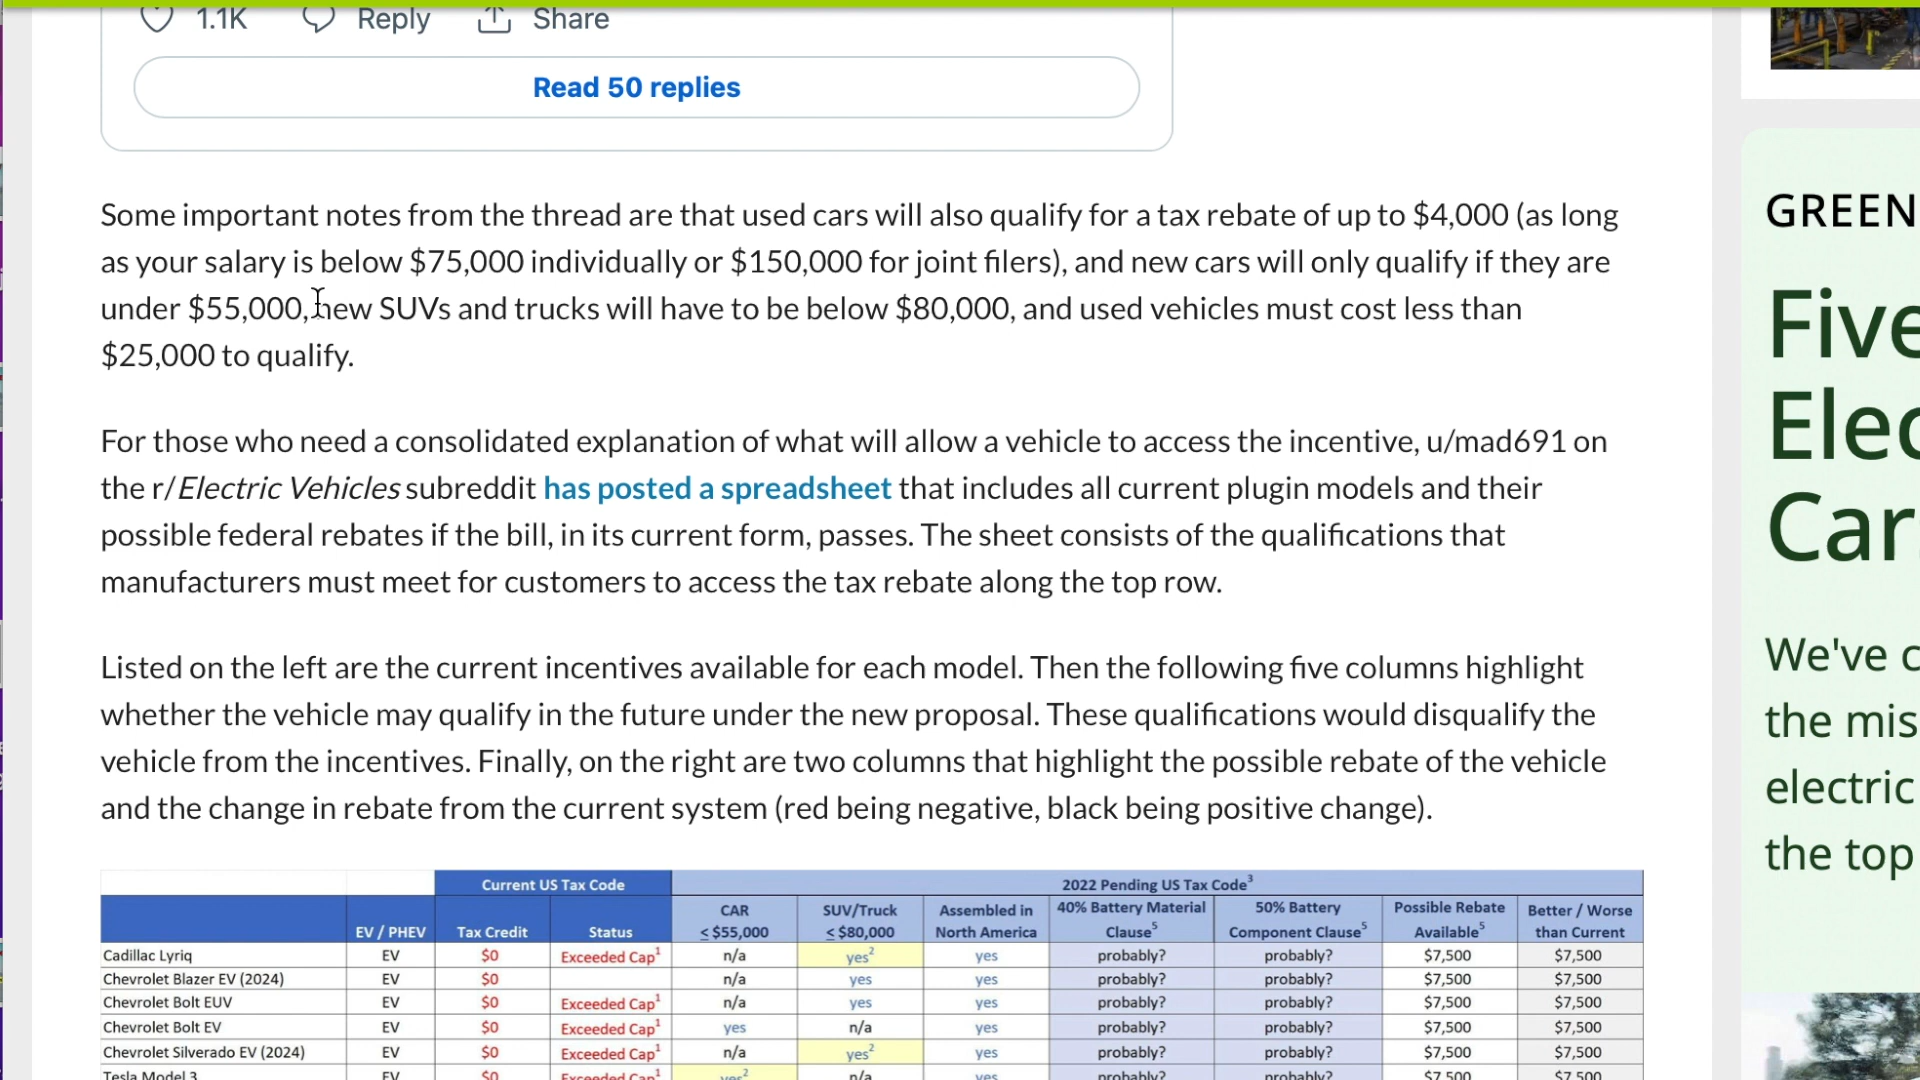 1.1K Reply Share
Read 50 replies
Some important notes from the thread are that used cars will also qualify for a tax rebate of up to $4,000 (as long
as your salary is below $75,000 individually or $150,000 for joint filers), and new cars will only qualify if they are
under $55,000, new SUVs and trucks will have to be below $80,000, and used vehicles must cost less than
$25,000 to qualify.
For those who need a consolidated explanation of what will allow a vehicle to access the incentive, u/mad691 on
the r/Electric Vehicles subreddit has posted a spreadsheet that includes all current plugin models and their
possible federal rebates if the bill, in its current form, passes. The sheet consists of the qualifications that
manufacturers must meet for customers to access the tax rebate along the top row.
Listed on the left are the current incentives available for each model. Then the following five columns highlight
whether the vehicle may qualify in the future under the new proposal. These qualifications would disqualify the
vehicle from the incentives. Finally, on the right are two columns that highlight the possible rebate of the vehicle
and the change in rebate from the current system (red being negative, black being positive change).
Current US Tax Code 2022 Pending US Tax Code3
EV / PHEV Tax Credit Status CAR ≤ $55,000 SUV/Truck ≤ $80,000 Assembled in North America 40% Battery Material Clause5 50% Battery Component Clause5 Possible Rebate Available5 Better / Worse than Current
Cadillac Lyriq EV $0 Exceeded Cap1 n/a yes2 yes probably? probably? $7,500 $7,500
Chevrolet Blazer EV (2024) EV $0 n/a yes yes probably? probably? $7,500 $7,500
Chevrolet Bolt EUV EV $0 Exceeded Cap1 n/a yes yes probably? probably? $7,500 $7,500
Chevrolet Bolt EV EV $0 Exceeded Cap1 yes n/a yes probably? probably? $7,500 $7,500
Chevrolet Silverado EV (2024) EV $0 Exceeded Cap1 n/a yes2 yes probably? probably? $7,500 $7,500
Tesla Model 3 EV $0 Exceeded Cap1 yes2 n/a yes probably? probably? $7,500 $7,500
GREEN
Five
Elec
Car
We've c
the mis
electric
the top